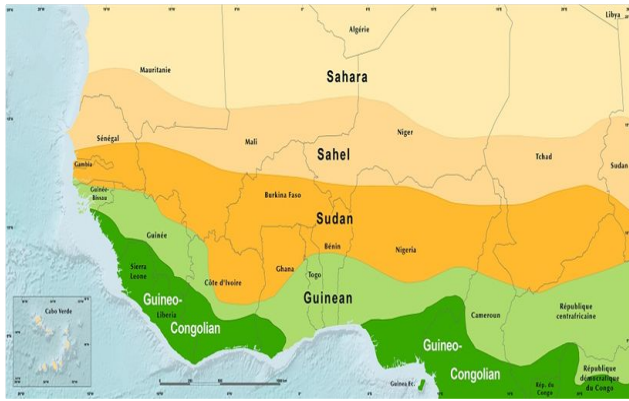 Libya
Algérie
Mauritanie
Sahara
Sénégal
Mali
Niger
Tchad
Sahel
Gambie
Sudan
Guinée-
Bissau
Burkina Faso
Sudan
Guinée
Bénin
Nigeria
Côte d'Ivoire
Ghana
Togo
Sierra
Leone
Guinean
Guineo-
Congolian
Liberia
Cameroun
République
centrafricaine
Cabo Verde
Guineo-
Congolian
Guinea Ec.
Rép. du
Congo
République
démocratique
du Congo